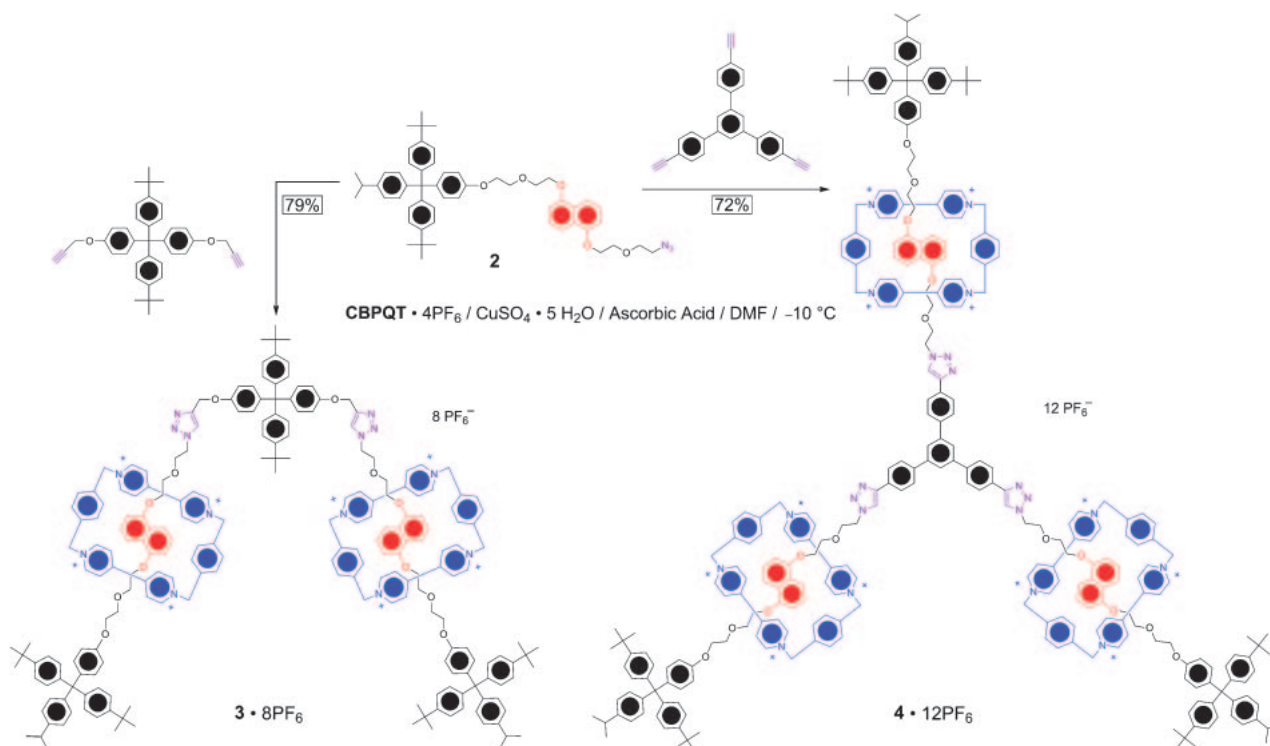 79%
72%
2
CBPQT • 4PF6 / CuSO4 • 5 H2O / Ascorbic Acid / DMF / –10 °C
8 PF6–
12 PF6–
3 • 8PF6
4 • 12PF6
O
O
O
O
O
O
N3
O
O
O
N
N
N
N
N
N
O
O
O
O
O
O
N
N
N
N
N
N
N
N
N
N
N
N